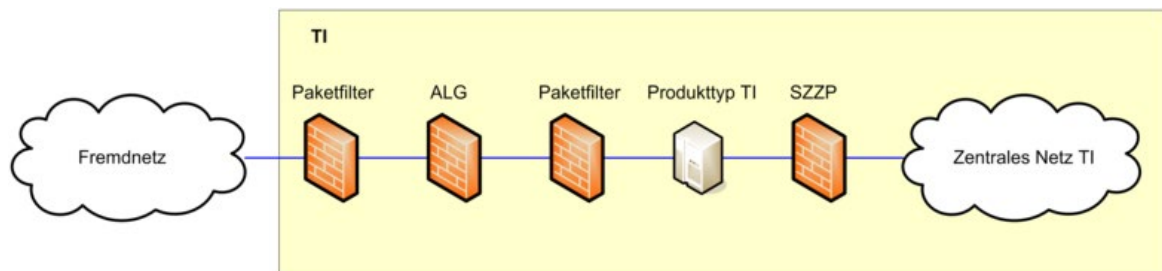 TI
Paketfilter
ALG
Paketfilter
Produkttyp TI
SZZP
Fremdnetz
Zentrales Netz TI